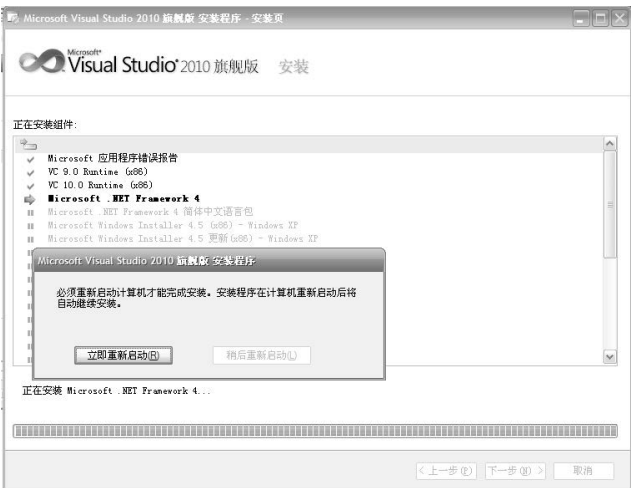 Microsoft Visual Studio 2010 旗舰版 安装程序 - 安装页
Microsoft
Visual Studio 2010 旗舰版 安装
正在安装组件:
Microsoft 应用程序错误报告
VC 9.0 Runtime (x86)
VC 10.0 Runtime (x86)
Microsoft .NET Framework 4
Microsoft .NET Framework 4 简体中文语言包
Microsoft Windows Installer 4.5 (x86) - Windows XP
Microsoft Windows Installer 4.5 更新(x86) - Windows XP
Microsoft Visual Studio 2010 旗舰版 安装程序
必须重新启动计算机才能完成安装。安装程序在计算机重新启动后将
自动继续安装。
立即重新启动(R) 稍后重新启动(L)
正在安装 Microsoft .NET Framework 4...
< 上一步(P) 下一步(N) > 取消